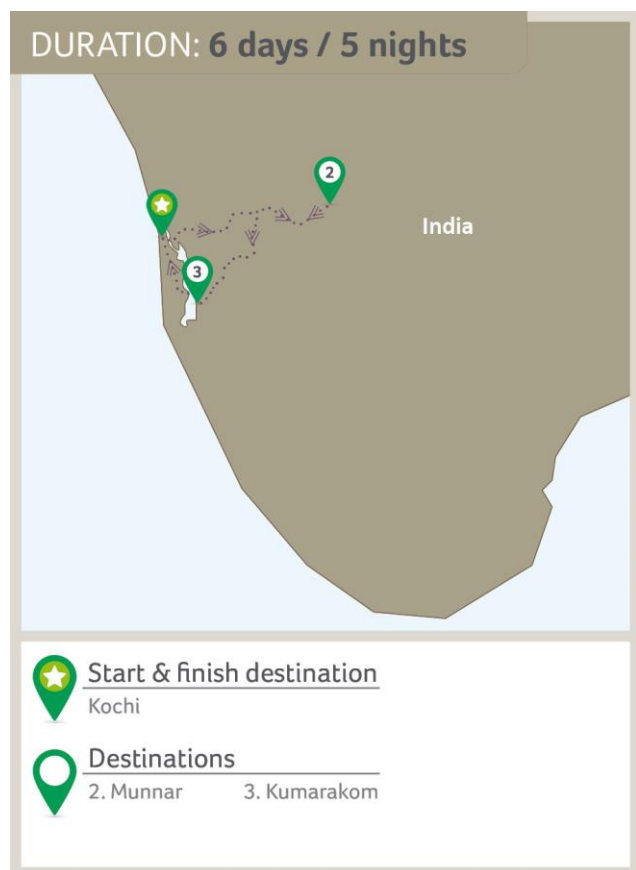 DURATION: 6 days / 5 nights
2
India
3
Start & finish destination
Kochi
Destinations
2. Munnar 3. Kumarakom